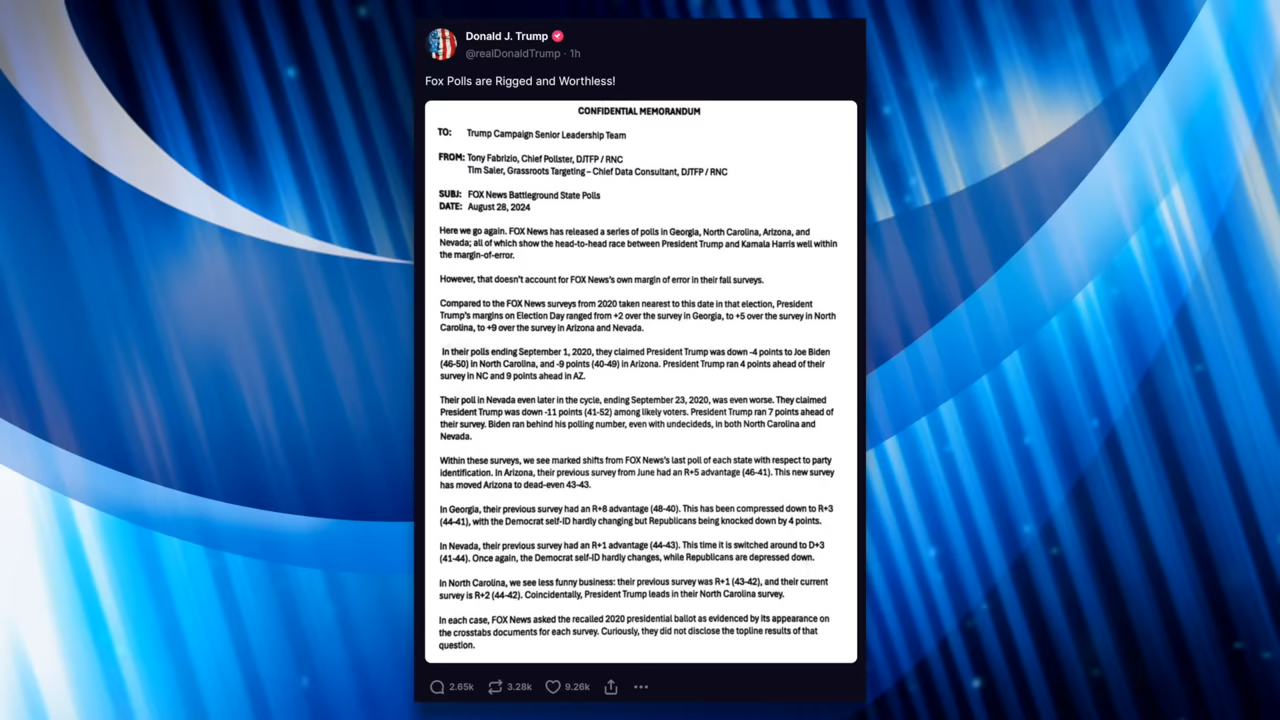 Donald J. Trump
@realDonaldTrump · 1h
Fox Polls are Rigged and Worthless!
CONFIDENTIAL MEMORANDUM
TO: Trump Campaign Senior Leadership Team
FROM: Tony Fabrizio, Chief Pollster, DJTFP / RNC
Tim Saler, Grassroots Targeting – Chief Data Consultant, DJTFP / RNC
SUBJ: FOX News Battleground State Polls
DATE: August 28, 2024
Here we go again. FOX News has released a series of polls in Georgia, North Carolina, Arizona, and
Nevada; all of which show the head-to-head race between President Trump and Kamala Harris well within
the margin-of-error.
However, that doesn't account for FOX News's own margin of error in their fall surveys.
Compared to the FOX News surveys from 2020 taken nearest to this date in that election, President
Trump's margins on Election Day ranged from +2 over the survey in Georgia, to +5 over the survey in North
Carolina, to +9 over the survey in Arizona and Nevada.
In their polls ending September 1, 2020, they claimed President Trump was down -4 points to Joe Biden
(46-50) in North Carolina, and -9 points (40-49) in Arizona. President Trump ran 4 points ahead of their
survey in NC and 9 points ahead in AZ.
Their poll in Nevada even later in the cycle, ending September 23, 2020, was even worse. They claimed
President Trump was down -11 points (41-52) among likely voters. President Trump ran 7 points ahead of
their survey. Biden ran behind his polling number, even with undecideds, in both North Carolina and
Nevada.
Within these surveys, we see marked shifts from FOX News's last poll of each state with respect to party
identification. In Arizona, their previous survey from June had an R+5 advantage (46-41). This new survey
has moved Arizona to dead-even 43-43.
In Georgia, their previous survey had an R+8 advantage (48-40). This has been compressed down to R+3
(44-41), with the Democrat self-ID hardly changing but Republicans being knocked down by 4 points.
In Nevada, their previous survey had an R+1 advantage (44-43). This time it is switched around to D+3
(41-44). Once again, the Democrat self-ID hardly changes, while Republicans are depressed down.
In North Carolina, we see less funny business: their previous survey was R+1 (43-42), and their current
survey is R+2 (44-42). Coincidentally, President Trump leads in their North Carolina survey.
In each case, FOX News asked the recalled 2020 presidential ballot as evidenced by its appearance on
the crosstabs documents for each survey. Curiously, they did not disclose the topline results of that
question.
2.65k 3.28k 9.26k